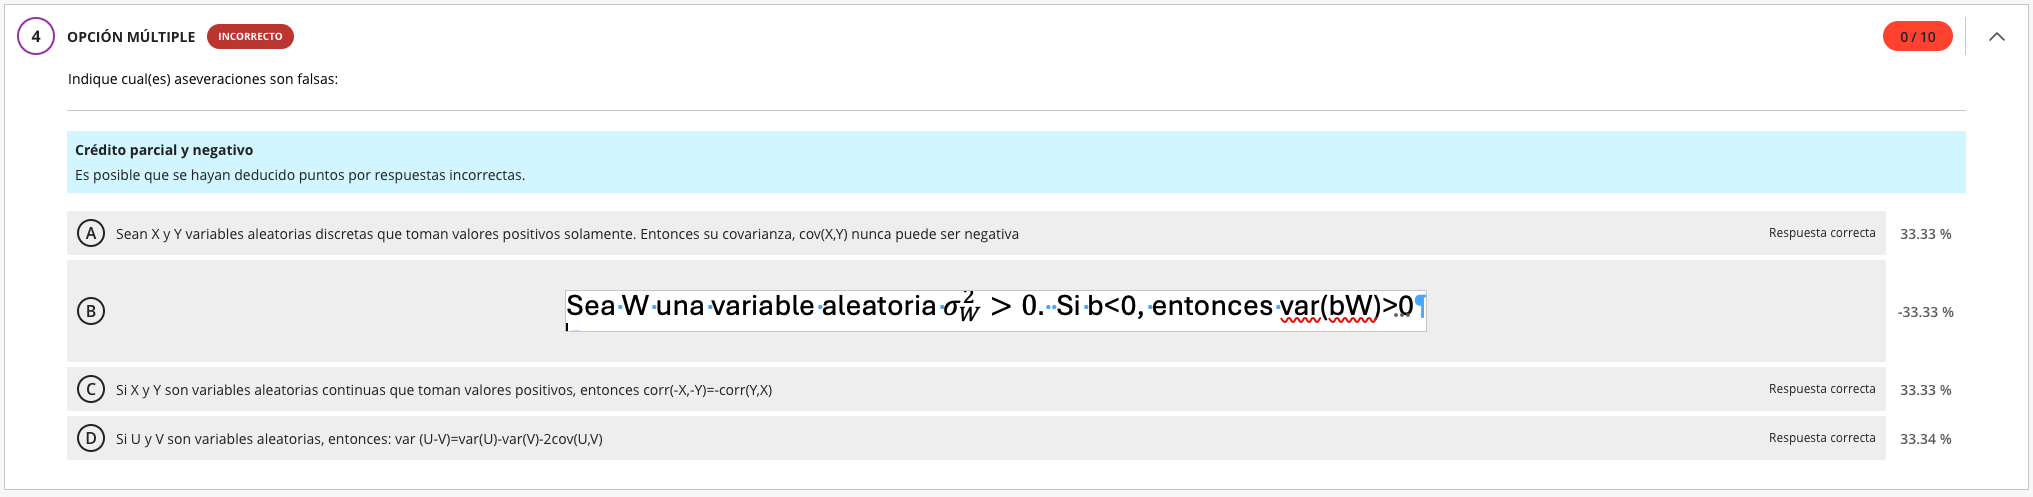 4 OPCIÓN MÚLTIPLE INCORRECTO 0 / 10
Indique cual(es) aseveraciones son falsas:
Crédito parcial y negativo
Es posible que se hayan deducido puntos por respuestas incorrectas.
A Sean X y Y variables aleatorias discretas que toman valores positivos solamente. Entonces su covarianza, cov(X,Y) nunca puede ser negativa Respuesta correcta 33.33 %
B Sea·W·una·variable·aleatoria·σ²_W > 0.··Si·b<0,·entonces·var(bW)>0¶ -33.33 %
C Si X y Y son variables aleatorias continuas que toman valores positivos, entonces corr(-X,-Y)=-corr(Y,X) Respuesta correcta 33.33 %
D Si U y V son variables aleatorias, entonces: var (U-V)=var(U)-var(V)-2cov(U,V) Respuesta correcta 33.34 %